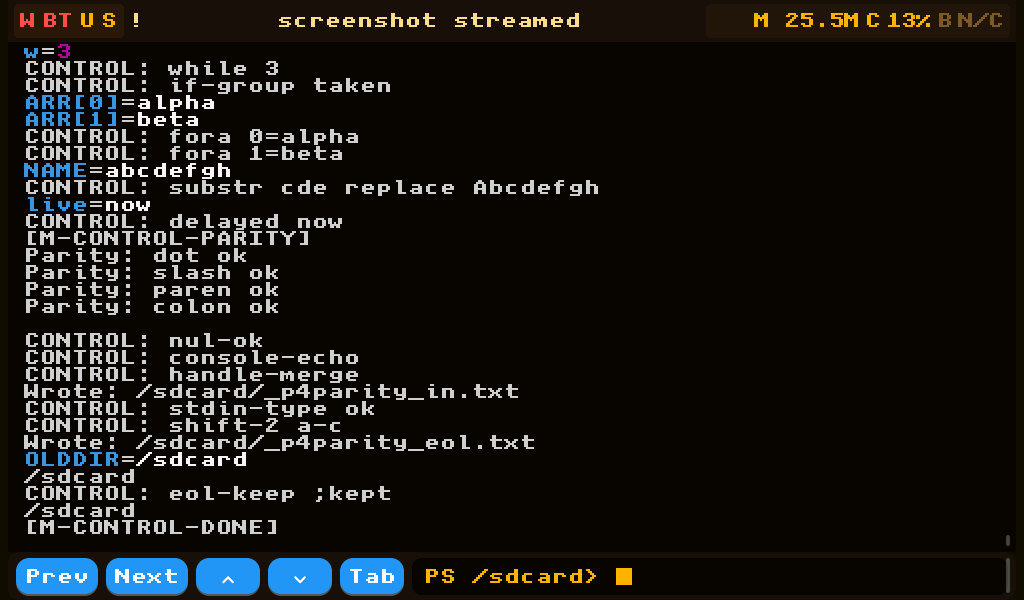 W BT U S ! screenshot streamed M 25.5M C 13% B N/C
w=3
CONTROL: while 3
CONTROL: if-group taken
ARR[0]=alpha
ARR[1]=beta
CONTROL: fora 0=alpha
CONTROL: fora 1=beta
NAME=abcdefgh
CONTROL: substr cde replace Abcdefgh
live=now
CONTROL: delayed now
[M-CONTROL-PARITY]
Parity: dot ok
Parity: slash ok
Parity: paren ok
Parity: colon ok
CONTROL: nul-ok
CONTROL: console-echo
CONTROL: handle-merge
Wrote: /sdcard/_p4parity_in.txt
CONTROL: stdin-type ok
CONTROL: shift-2 a-c
Wrote: /sdcard/_p4parity_eol.txt
OLDDIR=/sdcard
/sdcard
CONTROL: eol-keep ;kept
/sdcard
[M-CONTROL-DONE]
Prev Next ^ v Tab PS /sdcard>